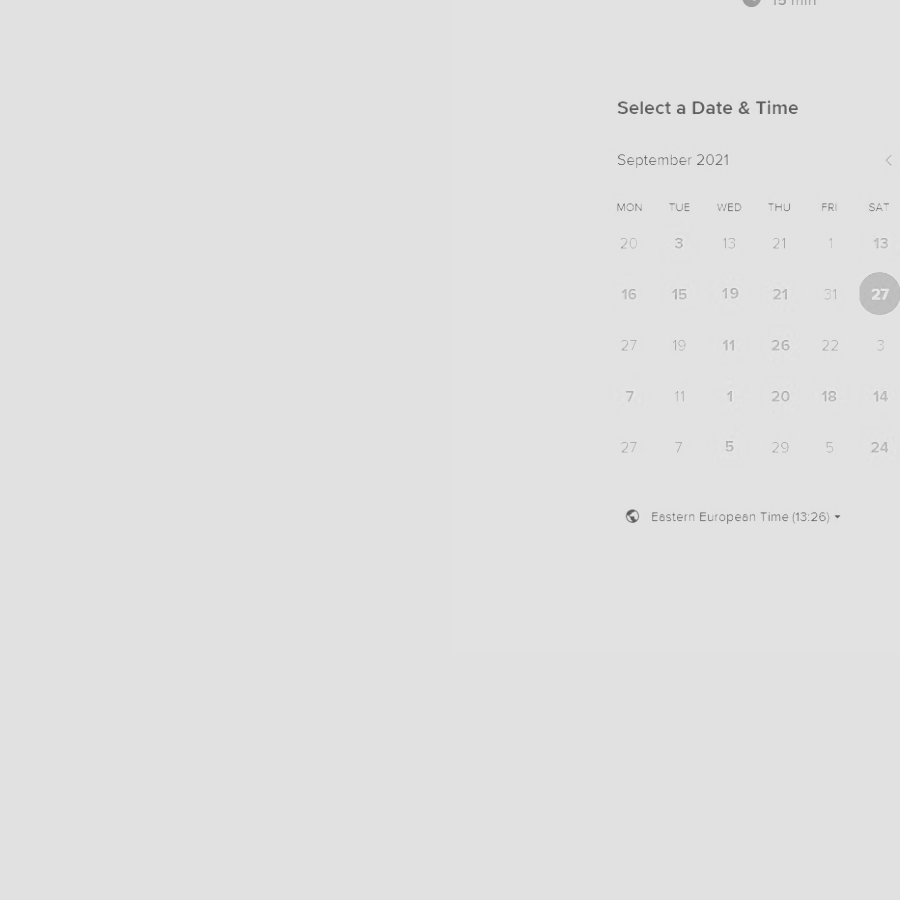 15 min
Select a Date & Time
September 2021
MON TUE WED THU FRI SAT
20 3 13 21 1 13
16 15 19 21 31 27
27 19 11 26 22 3
7 11 1 20 18 14
27 7 5 29 5 24
Eastern European Time (13:26)